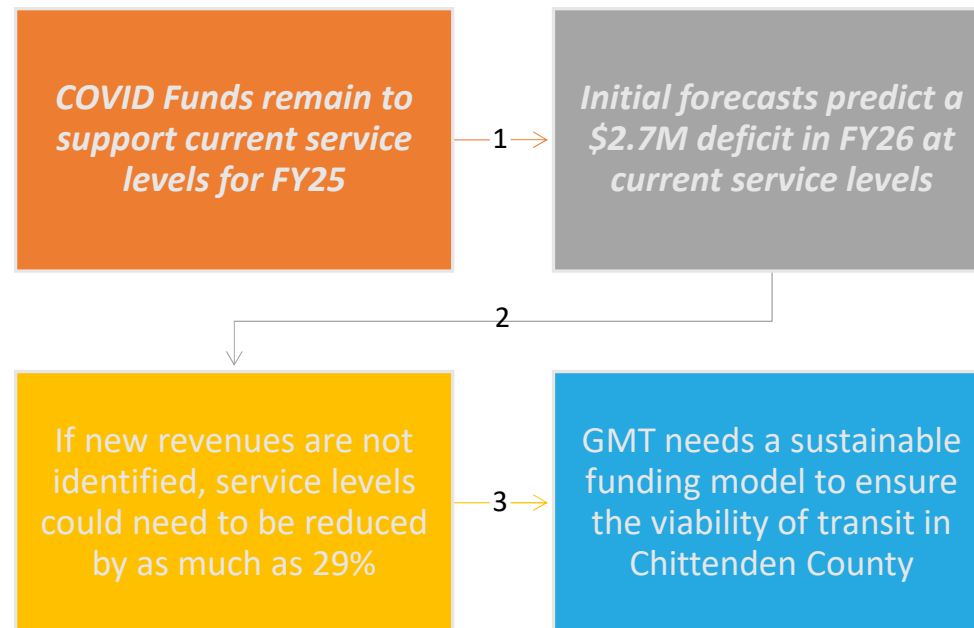 COVID Funds remain to
support current service
levels for FY25
1
Initial forecasts predict a
$2.7M deficit in FY26 at
current service levels
2
If new revenues are not
identified, service levels
could need to be reduced
by as much as 29%
3
GMT needs a sustainable
funding model to ensure
the viability of transit in
Chittenden County